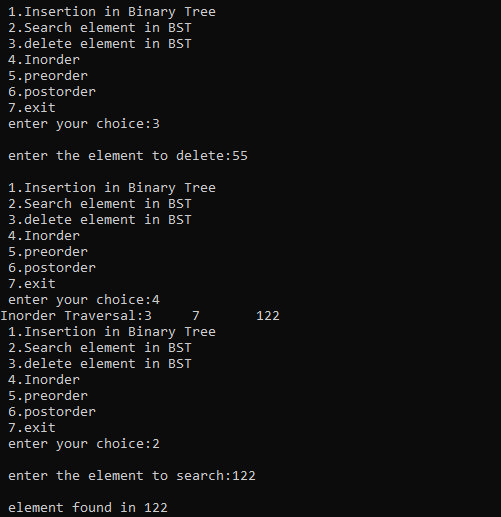 1.Insertion in Binary Tree
2.Search element in BST
3.delete element in BST
4.Inorder
5.preorder
6.postorder
7.exit
enter your choice:3
enter the element to delete:55
1.Insertion in Binary Tree
2.Search element in BST
3.delete element in BST
4.Inorder
5.preorder
6.postorder
7.exit
enter your choice:4
Inorder Traversal:3     7       122
1.Insertion in Binary Tree
2.Search element in BST
3.delete element in BST
4.Inorder
5.preorder
6.postorder
7.exit
enter your choice:2
enter the element to search:122
element found in 122